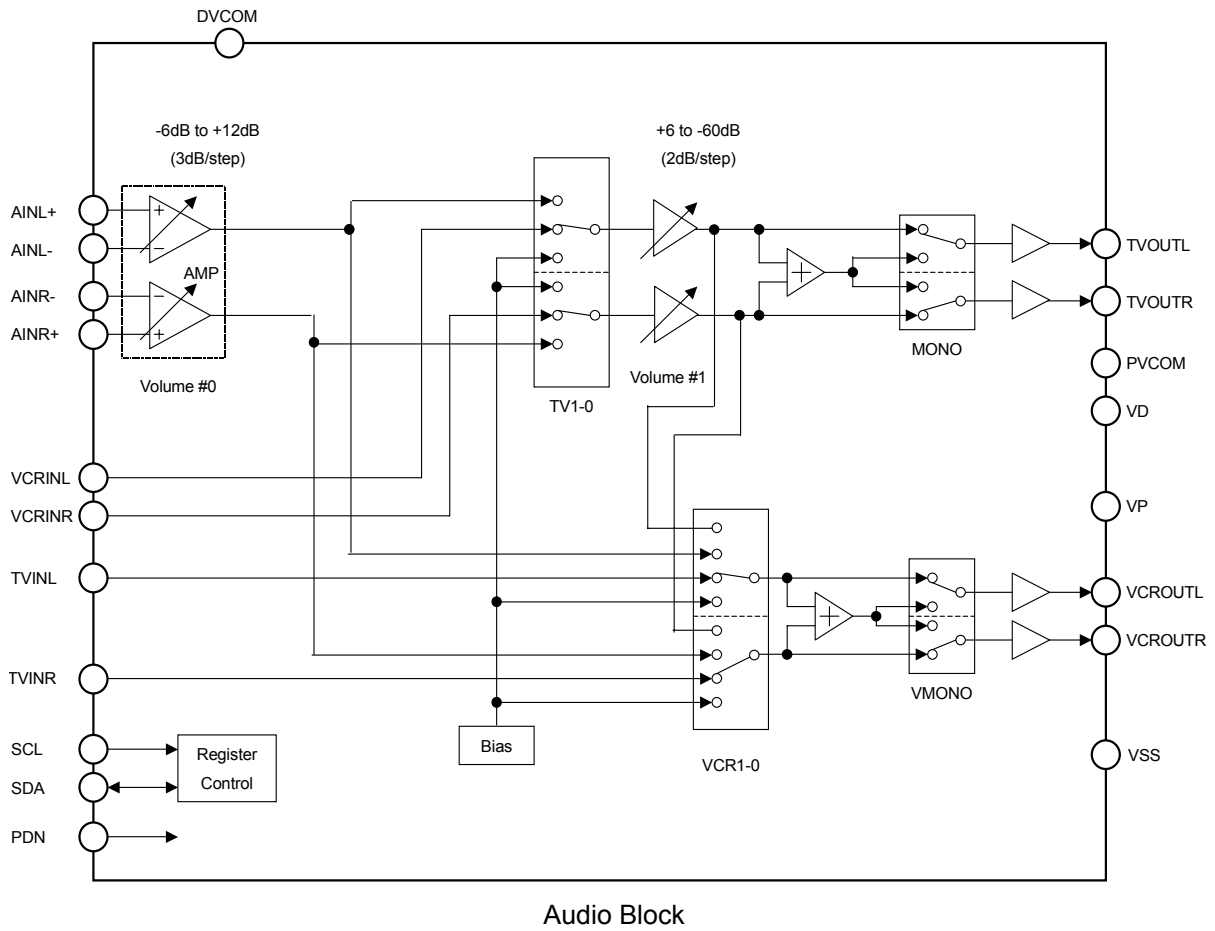 DVCOM
-6dB to +12dB
(3dB/step)
+6 to -60dB
(2dB/step)
AINL+
AINL-
AINR-
AINR+
+
−
AMP
−
+
Volume #0
TV1-0
Volume #1
+
MONO
TVOUTL
TVOUTR
PVCOM
VD
VP
VCRINL
VCRINR
TVINL
TVINR
+
VMONO
VCROUTL
VCROUTR
SCL
SDA
PDN
Register
Control
Bias
VCR1-0
VSS
Audio Block